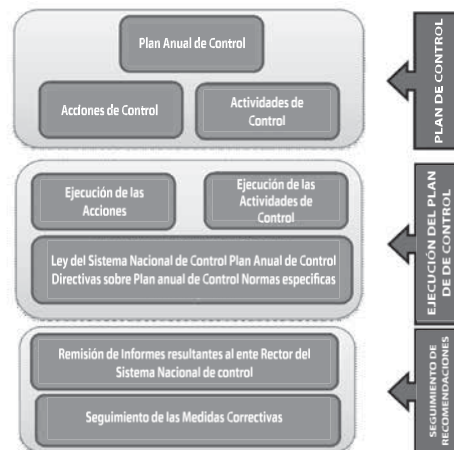 Plan Anual de Control
Acciones de Control
Actividades de
Control
PLAN DE CONTROL
Ejecución de las
Acciones
Ejecución de las
Actividades de
Control
Ley del Sistema Nacional de Control Plan Anual de Control
Directivas sobre Plan anual de Control Normas especificas
EJECUCIÓN DEL PLAN
DE DE CONTROL
Remisión de Informes resultantes al ente Rector del
Sistema Nacional de control
Seguimiento de las Medidas Correctivas
SEGUIMIENTO DE
RECOMENDACIONES